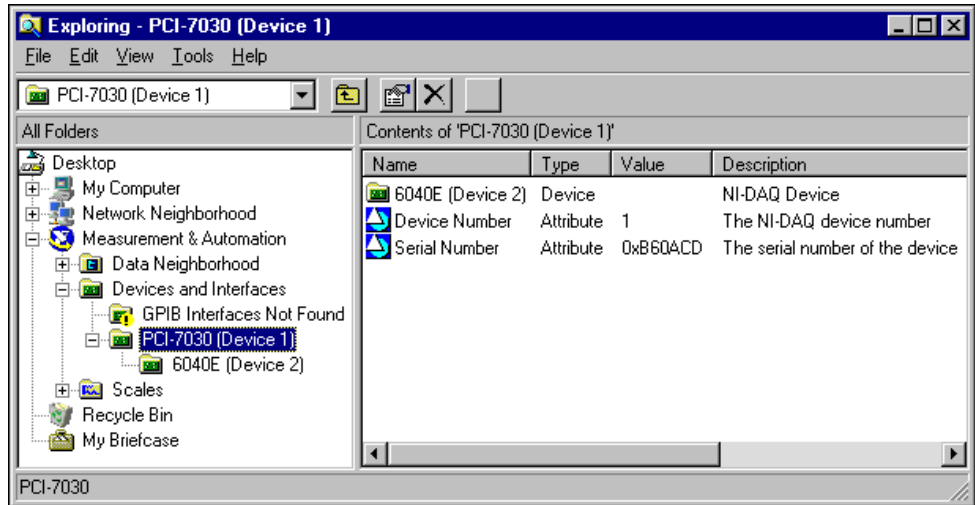 Exploring - PCI-7030 (Device 1)
File Edit View Tools Help
PCI-7030 (Device 1)
All Folders
Contents of 'PCI-7030 (Device 1)'
Desktop
My Computer
Network Neighborhood
Measurement & Automation
Data Neighborhood
Devices and Interfaces
GPIB Interfaces Not Found
PCI-7030 (Device 1)
6040E (Device 2)
Scales
Recycle Bin
My Briefcase
Name Type Value Description
6040E (Device 2) Device NI-DAQ Device
Device Number Attribute 1 The NI-DAQ device number
Serial Number Attribute 0xB60ACD The serial number of the device
PCI-7030